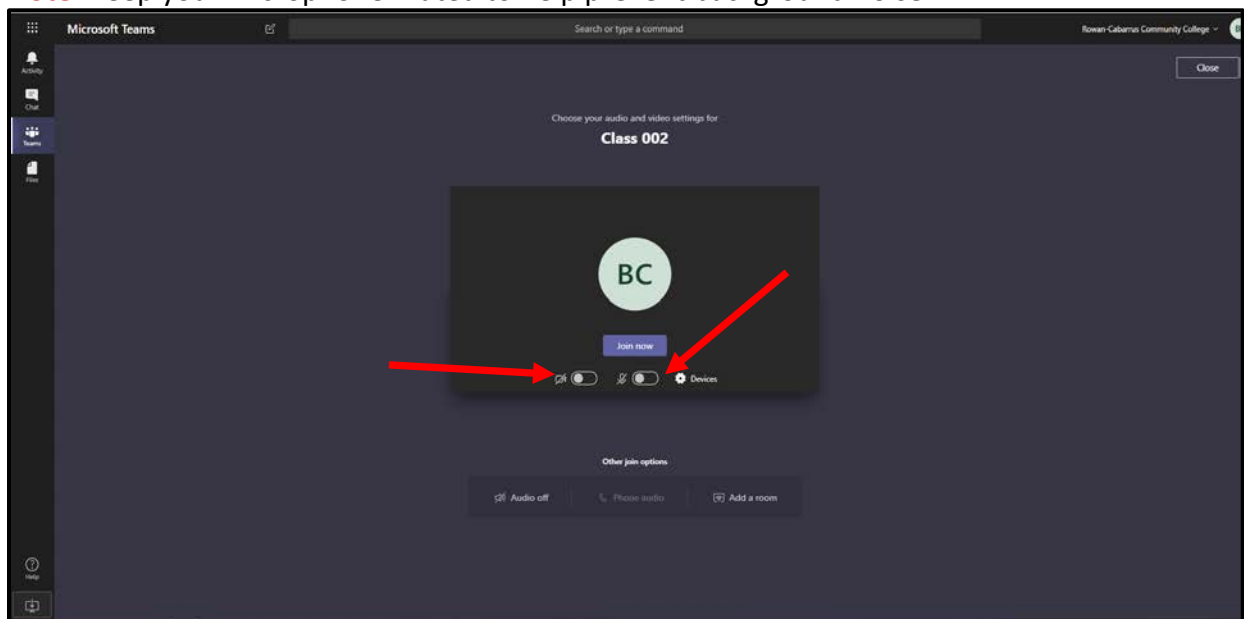 Microsoft Teams
Search or type a command
Rowan-Cabarrus Community College
Activity
Chat
Teams
Files
Close
Choose your audio and video settings for
Class 002
BC
Join now
Devices
Other join options
Audio off
Phone audio
Add a room
Help